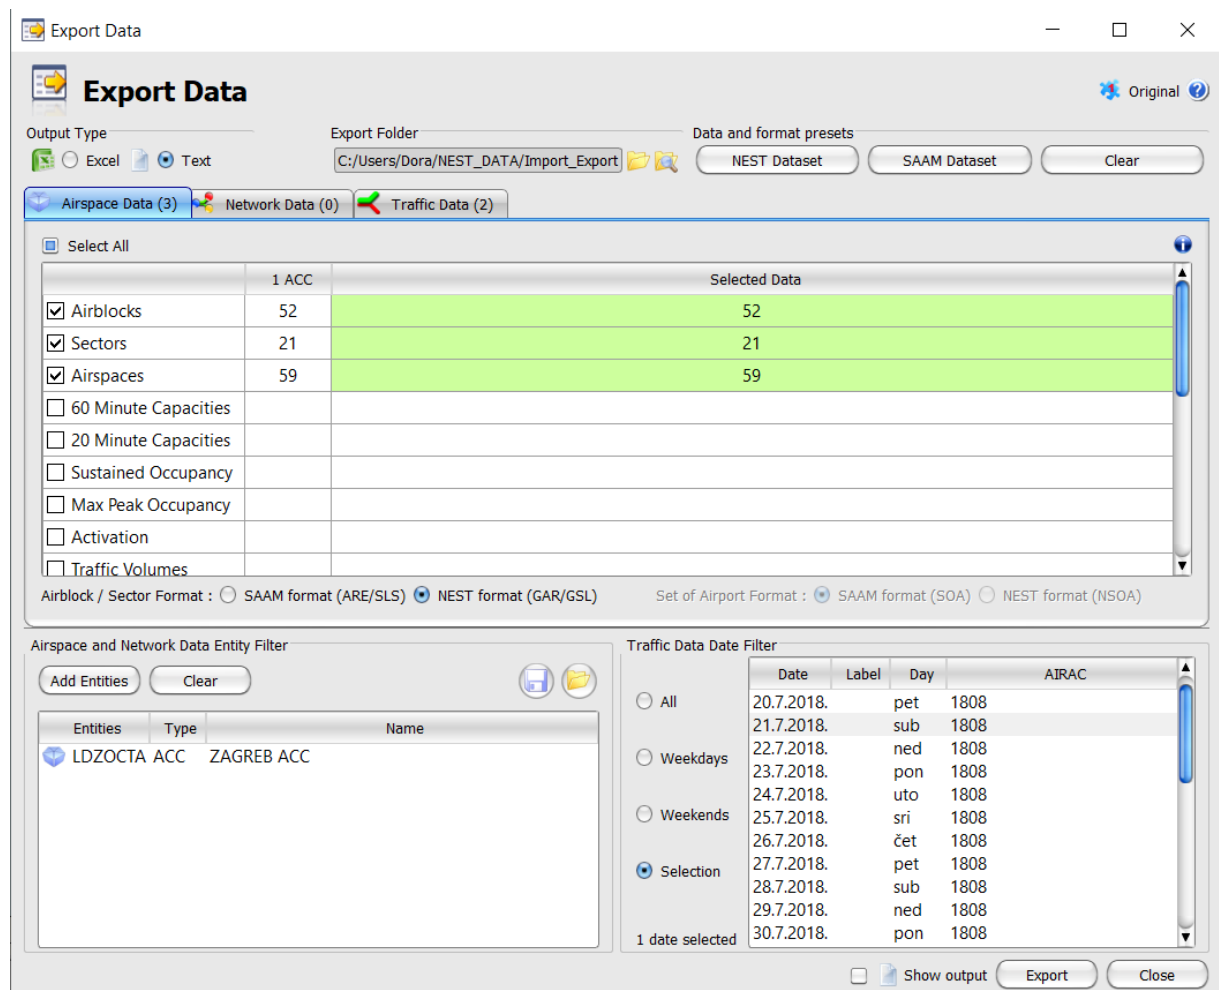 Export Data
Export Data
Original
Output Type
Export Folder
Data and format presets
Excel
Text
C:/Users/Dora/NEST_DATA/Import_Export
NEST Dataset
SAAM Dataset
Clear
Airspace Data (3)
Network Data (0)
Traffic Data (2)
Select All
1 ACC Selected Data
Airblocks 52 52
Sectors 21 21
Airspaces 59 59
60 Minute Capacities
20 Minute Capacities
Sustained Occupancy
Max Peak Occupancy
Activation
Traffic Volumes
Airblock / Sector Format : SAAM format (ARE/SLS) NEST format (GAR/GSL) Set of Airport Format : SAAM format (SOA) NEST format (NSOA)
Airspace and Network Data Entity Filter
Add Entities Clear
Entities Type Name
LDZOCTA ACC ZAGREB ACC
Traffic Data Date Filter
All
Weekdays
Weekends
Selection
1 date selected
Date Label Day AIRAC
20.7.2018. pet 1808
21.7.2018. sub 1808
22.7.2018. ned 1808
23.7.2018. pon 1808
24.7.2018. uto 1808
25.7.2018. sri 1808
26.7.2018. čet 1808
27.7.2018. pet 1808
28.7.2018. sub 1808
29.7.2018. ned 1808
30.7.2018. pon 1808
Show output Export Close